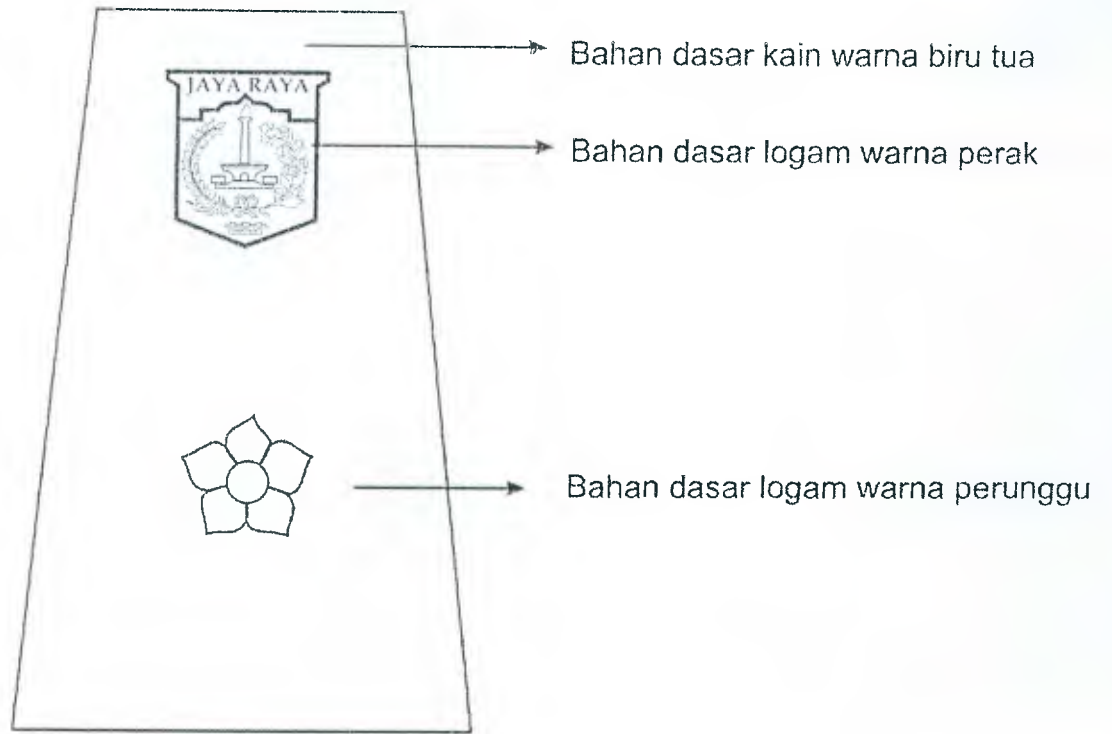 Bahan dasar kain warna biru tua
JAYA RAYA
Bahan dasar logam warna perak
Bahan dasar logam warna perunggu